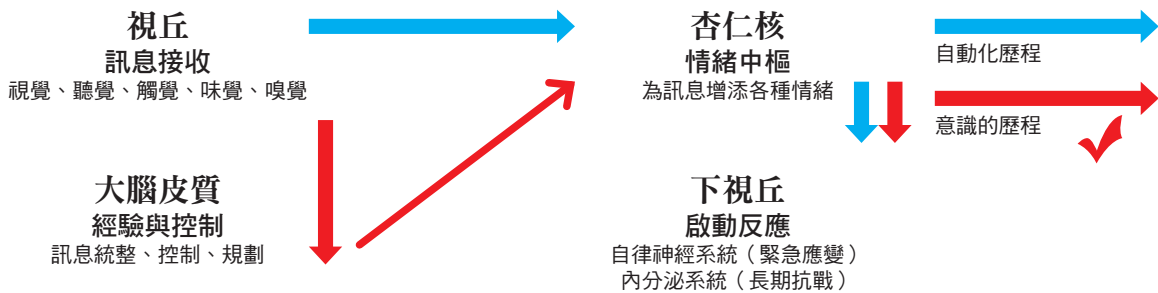 視丘
訊息接收
視覺、聽覺、觸覺、味覺、嗅覺
杏仁核
情緒中樞
為訊息增添各種情緒
自動化歷程
意識的歷程
大腦皮質
經驗與控制
訊息統整、控制、規劃
下視丘
啟動反應
自律神經系統（緊急應變）
內分泌系統（長期抗戰）